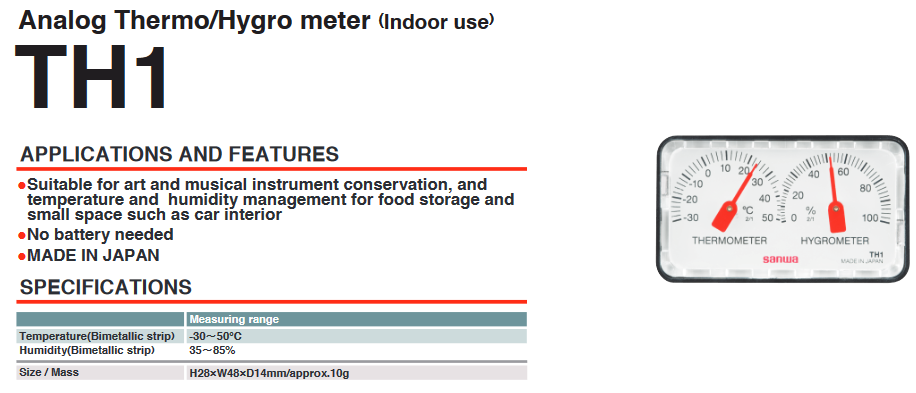 Analog Thermo/Hygro meter (Indoor use)
TH1
APPLICATIONS AND FEATURES
●Suitable for art and musical instrument conservation, and
temperature and humidity management for food storage and
small space such as car interior
●No battery needed
●MADE IN JAPAN
SPECIFICATIONS
Measuring range
Temperature(Bimetallic strip) -30～50°C
Humidity(Bimetallic strip) 35～85%
Size / Mass H28×W48×D14mm/approx.10g
-30 -20 -10 0 10 20 30 40 50
°C
2/1
0 20 40 60 80 100
%
2/1
THERMOMETER HYGROMETER
sanwa
TH1
MADE IN JAPAN